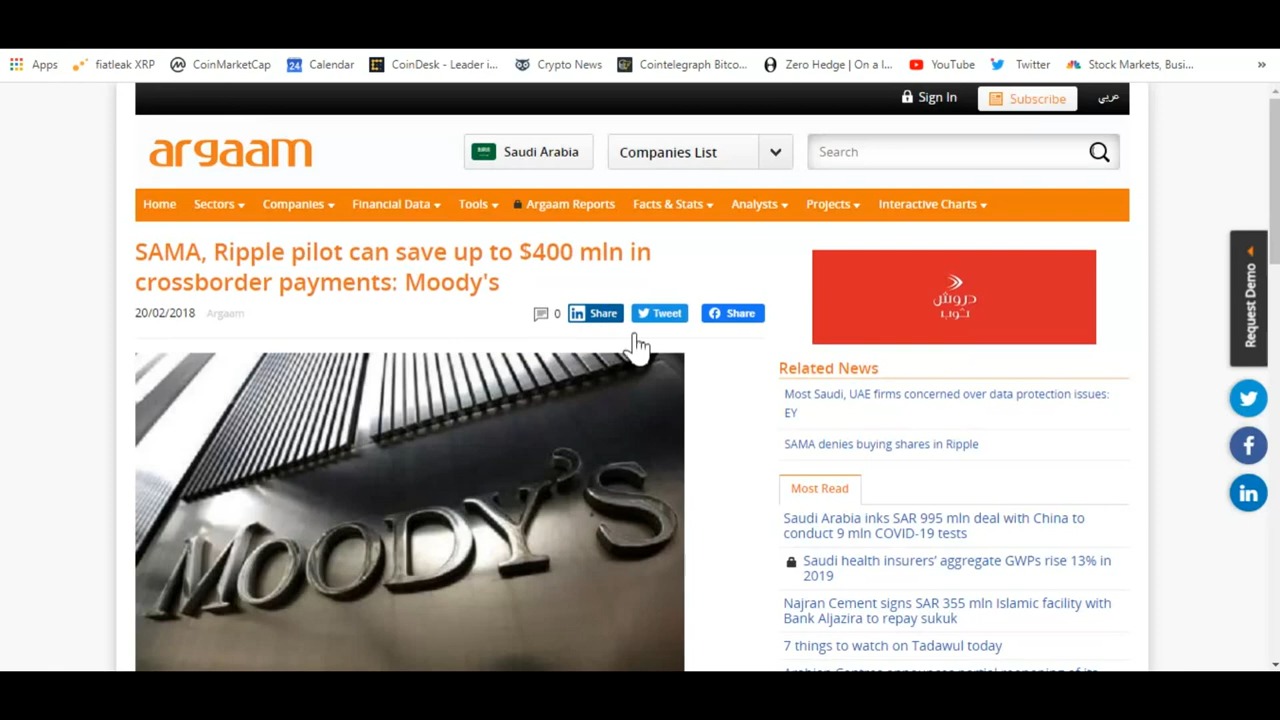 Apps fiatleak XRP CoinMarketCap 24 Calendar CoinDesk - Leader i... Crypto News Cointelegraph Bitco... Zero Hedge | On a l... YouTube Twitter Stock Markets, Busi... »
Sign In Subscribe عربي
argaam Saudi Arabia Companies List Search
Home Sectors Companies Financial Data Tools Argaam Reports Facts & Stats Analysts Projects Interactive Charts
SAMA, Ripple pilot can save up to $400 mln in
crossborder payments: Moody's
20/02/2018 Argaam 0 in Share Tweet Share
MOODY'S
دروش
توب
Related News
Most Saudi, UAE firms concerned over data protection issues:
EY
SAMA denies buying shares in Ripple
Most Read
Saudi Arabia inks SAR 995 mln deal with China to
conduct 9 mln COVID-19 tests
Saudi health insurers' aggregate GWPs rise 13% in
2019
Najran Cement signs SAR 355 mln Islamic facility with
Bank Aljazira to repay sukuk
7 things to watch on Tadawul today
Request Demo